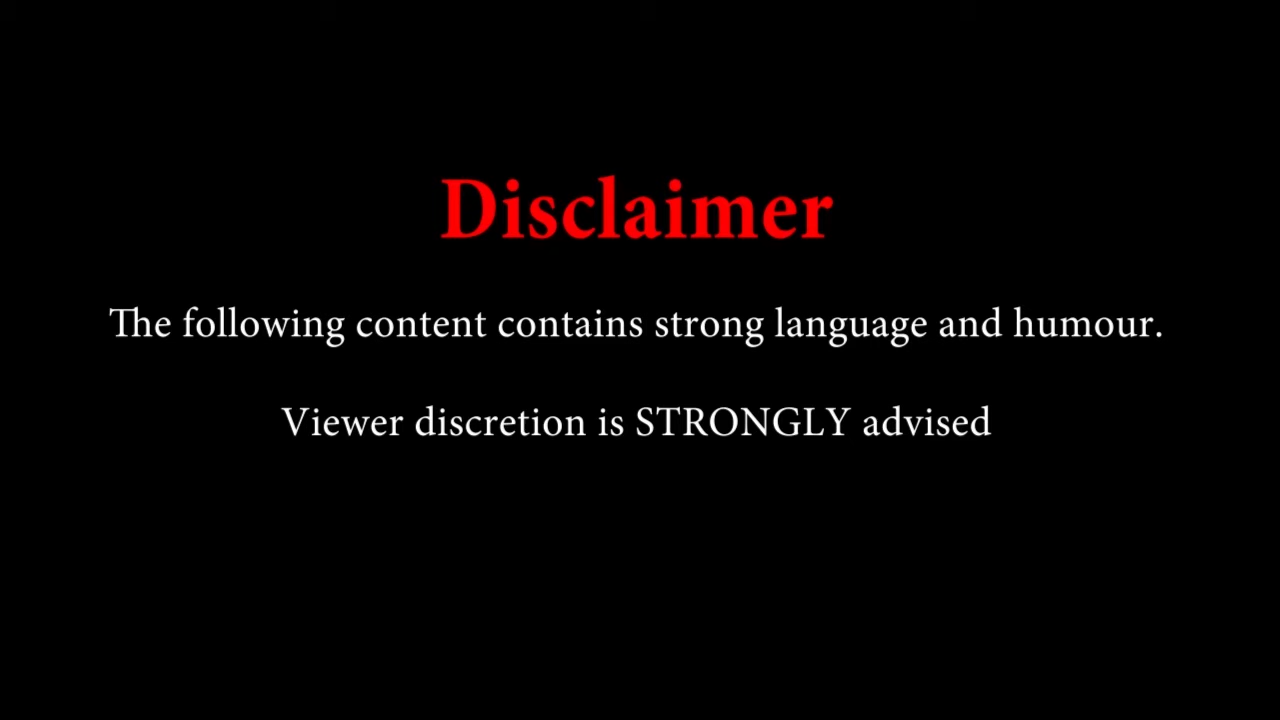 Disclaimer
The following content contains strong language and humour.
Viewer discretion is STRONGLY advised